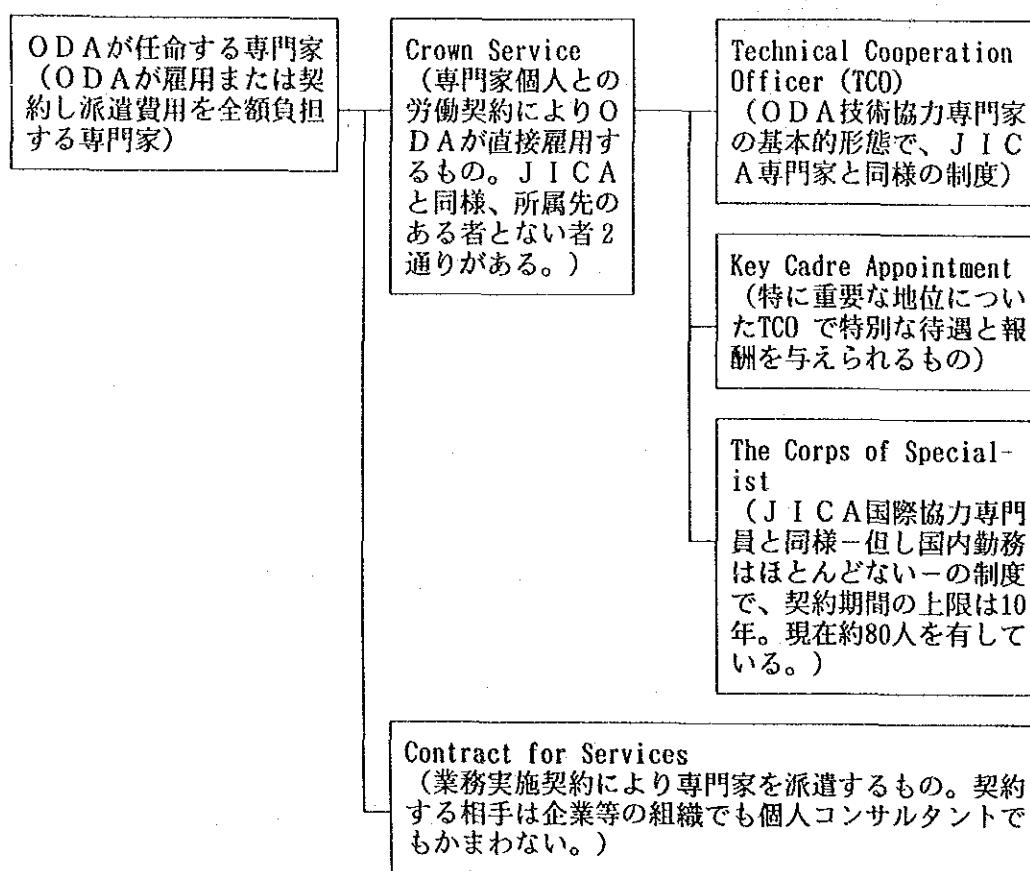 ＯＤＡが任命する専門家
（ＯＤＡが雇用または契
約し派遣費用を全額負担
する専門家）
Crown Service
（専門家個人との
労働契約によりＯ
ＤＡが直接雇用す
るもの。ＪＩＣＡ
と同様、所属先の
ある者とない者２
通りがある。）
Technical Cooperation
Officer (TCO)
（ＯＤＡ技術協力専門家
の基本的形態で、ＪＩＣ
Ａ専門家と同様の制度）
Key Cadre Appointment
（特に重要な地位につい
たTCO で特別な待遇と報
酬を与えられるもの）
The Corps of Special-
ist
（ＪＩＣＡ国際協力専門
員と同様－但し国内勤務
はほとんどない－の制度
で、契約期間の上限は10
年。現在約80人を有して
いる。）
Contract for Services
（業務実施契約により専門家を派遣するもの。契約
する相手は企業等の組織でも個人コンサルタントで
もかまわない。）